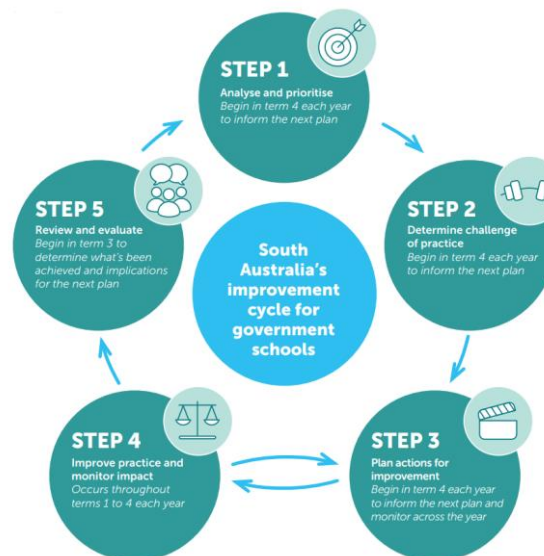 STEP 1
Analyse and prioritise
Begin in term 4 each year
to inform the next plan
STEP 2
Determine challenge
of practice
Begin in term 4 each year
to inform the next plan
STEP 3
Plan actions for
improvement
Begin in term 4 each year
to inform the next plan and
monitor across the year
STEP 4
Improve practice and
monitor impact
Occurs throughout
terms 1 to 4 each year
STEP 5
Review and evaluate
Begin in term 3 to
determine what's been
achieved and implications
for the next plan
South
Australia's
improvement
cycle for
government
schools